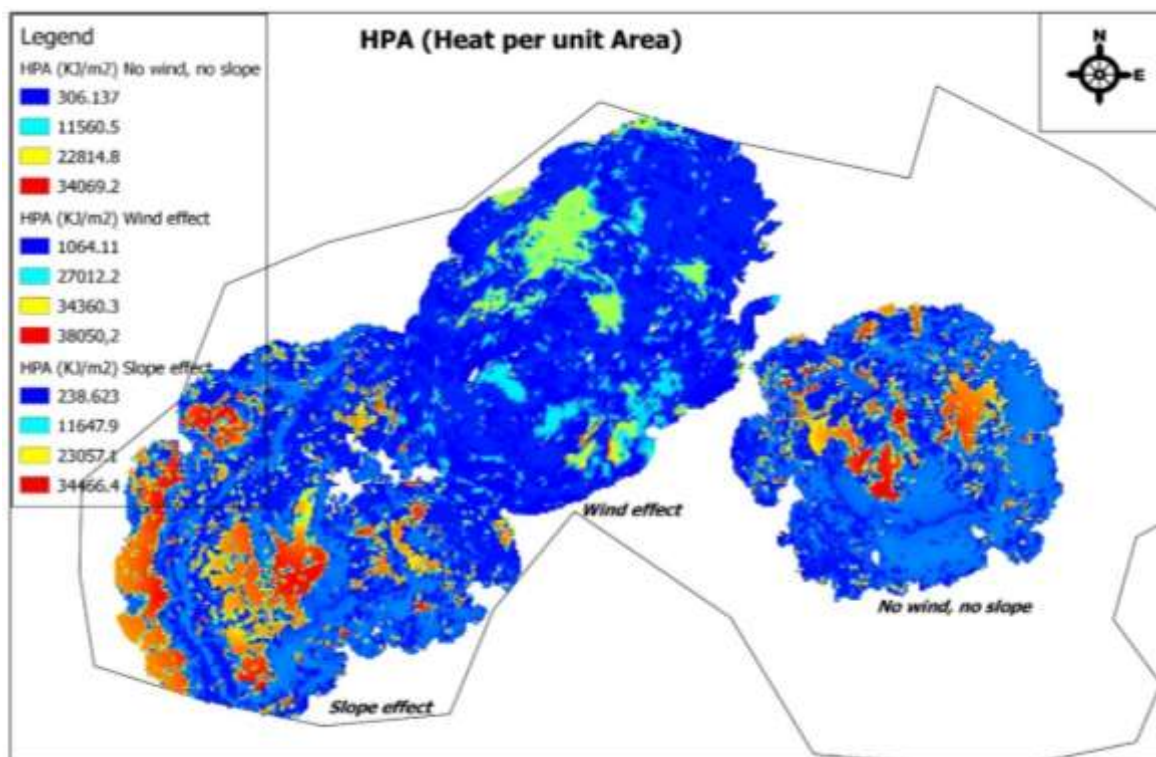 HPA (Heat per unit Area)
N
E
Legend
HPA (KJ/m2) No wind, no slope
306.137
11560.5
22814.8
34069.2
HPA (KJ/m2) Wind effect
1064.11
27012.2
34360.3
38050,2
HPA (KJ/m2) Slope effect
238.623
11647.9
23057.1
34466.4
Wind effect
No wind, no slope
Slope effect